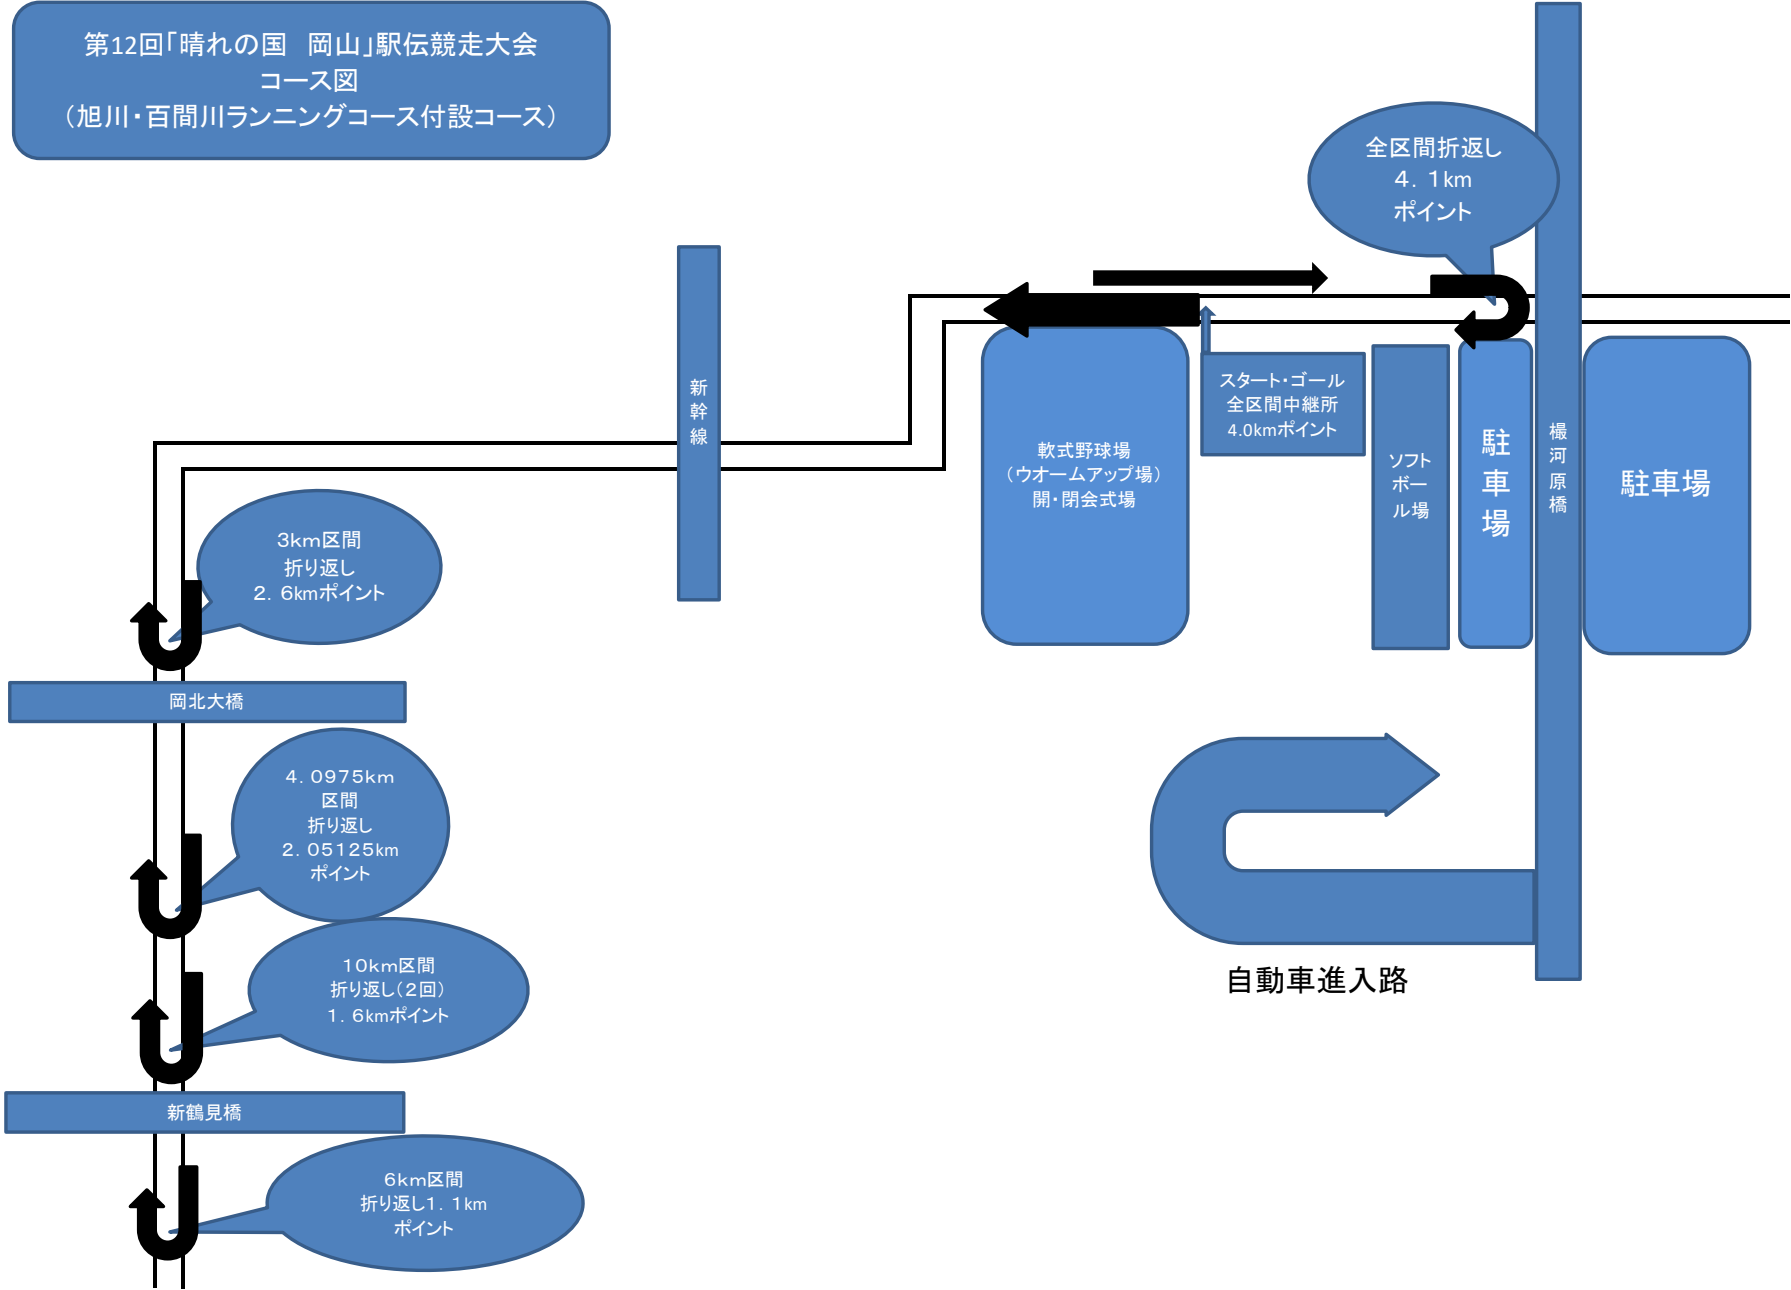 第12回「晴れの国　岡山」駅伝競走大会
コース図
（旭川・百間川ランニングコース付設コース）
全区間折返し
４．１km
ポイント
新
幹
線
スタート・ゴール
全区間中継所
4.0kmポイント
軟式野球場
（ウオームアップ場）
開・閉会式場
ソフト
ボー
ル場
駐
車
場
撮
河
原
橋
駐車場
３ｋｍ区間
折り返し
２．６kmポイント
岡北大橋
４．０９７５ｋｍ
区間
折り返し
２．０５１２５km
ポイント
１０ｋｍ区間
折り返し（２回）
１．６kmポイント
新鶴見橋
６ｋｍ区間
折り返し１．１km
ポイント
自動車進入路